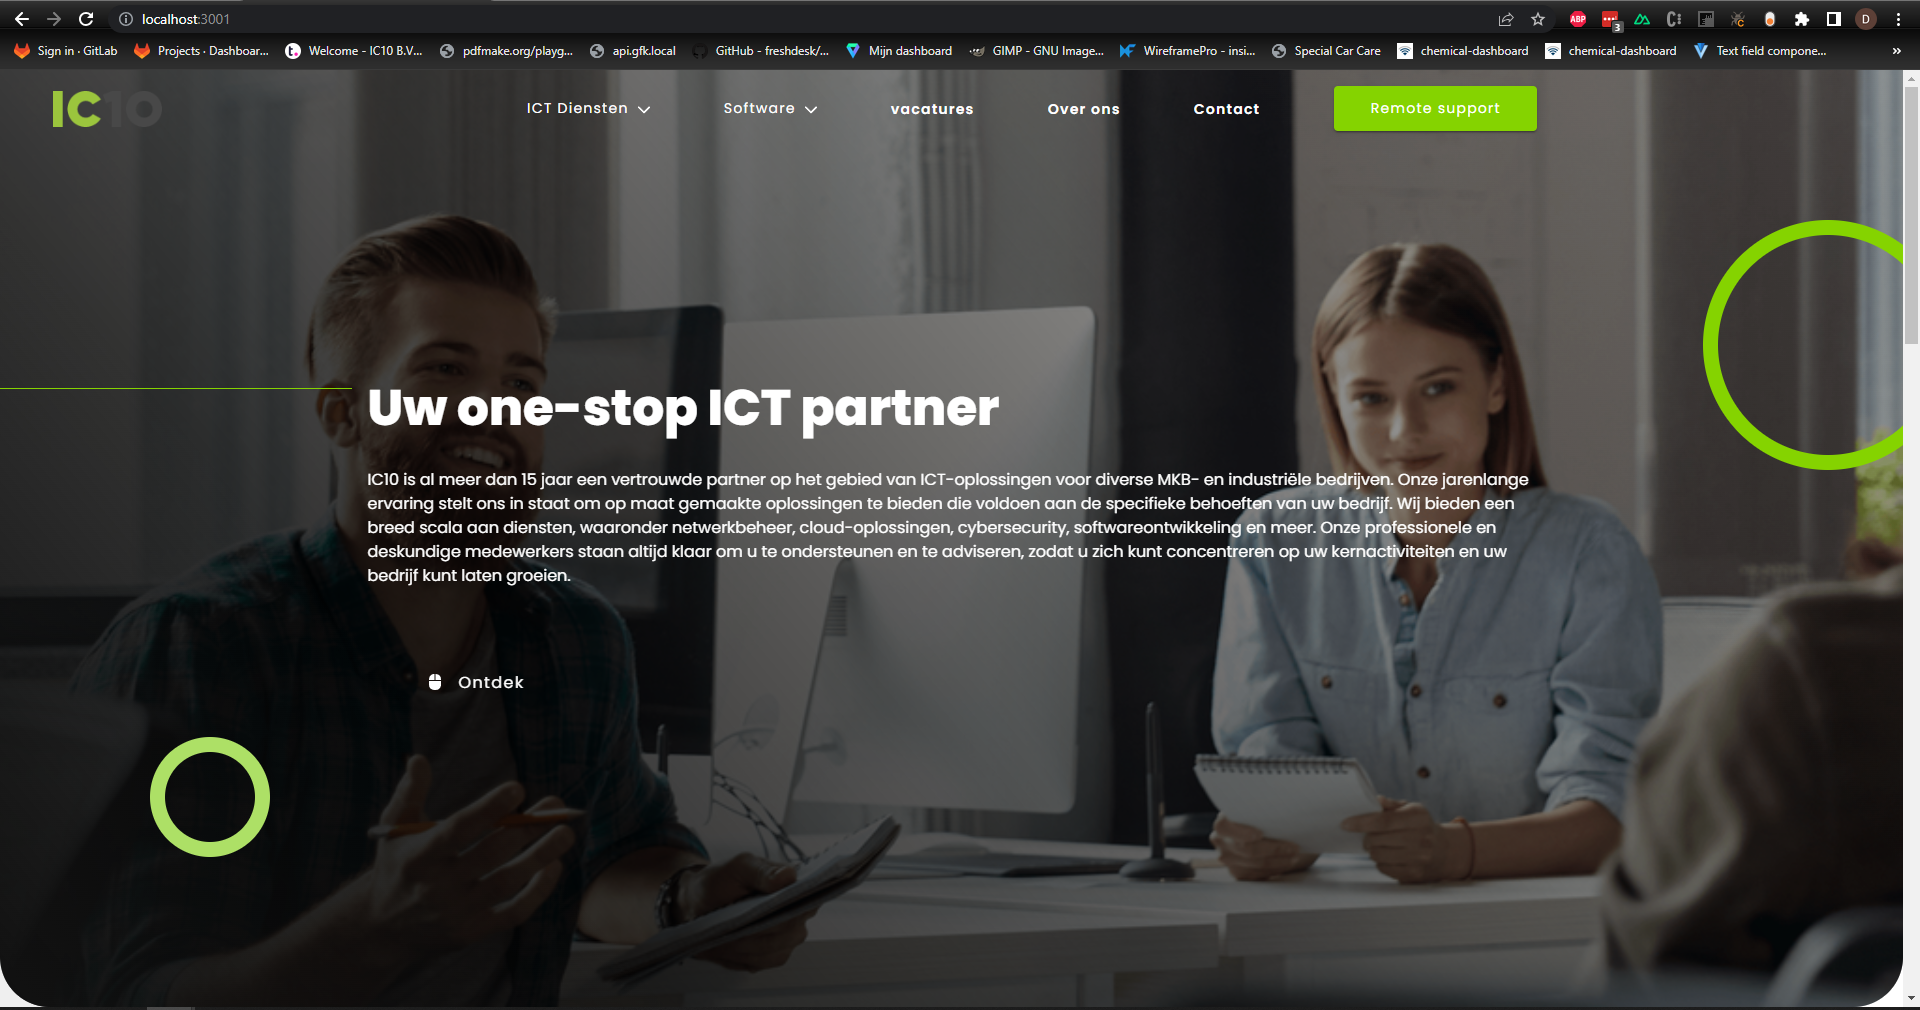 localhost:3001
ABP
3
D
Sign in · GitLab
Projects · Dashboar...
Welcome - IC10 B.V...
pdfmake.org/playg...
api.gfk.local
GitHub - freshdesk/...
Mijn dashboard
GIMP - GNU Image...
WireframePro - insi...
Special Car Care
chemical-dashboard
chemical-dashboard
Text field compone...
»
IC10
ICT Diensten
Software
vacatures
Over ons
Contact
Remote support
Uw one-stop ICT partner
IC10 is al meer dan 15 jaar een vertrouwde partner op het gebied van ICT-oplossingen voor diverse MKB- en industriële bedrijven. Onze jarenlange
ervaring stelt ons in staat om op maat gemaakte oplossingen te bieden die voldoen aan de specifieke behoeften van uw bedrijf. Wij bieden een
breed scala aan diensten, waaronder netwerkbeheer, cloud-oplossingen, cybersecurity, softwareontwikkeling en meer. Onze professionele en
deskundige medewerkers staan altijd klaar om u te ondersteunen en te adviseren, zodat u zich kunt concentreren op uw kernactiviteiten en uw
bedrijf kunt laten groeien.
Ontdek